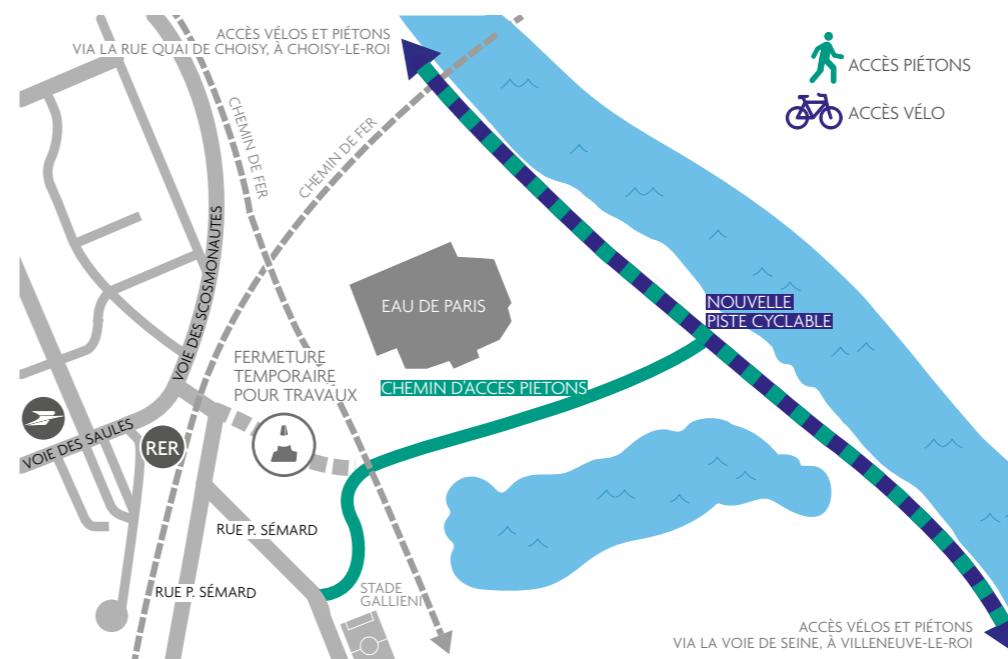 ACCÈS VÉLOS ET PIÉTONS
VIA LA RUE QUAI DE CHOISY, À CHOISY-LE-ROI
ACCÈS PIÉTONS
ACCÈS VÉLO
CHEMIN DE FER
CHEMIN DE FER
VOIE DES SCOSMONAUTES
EAU DE PARIS
NOUVELLE
PISTE CYCLABLE
FERMETURE
TEMPORAIRE
POUR TRAVAUX
CHEMIN D'ACCES PIETONS
VOIE DES SAULES
RER
RUE P. SÉMARD
RUE P. SÉMARD
STADE
GALLIENI
ACCÈS VÉLOS ET PIÉTONS
VIA LA VOIE DE SEINE, À VILLENEUVE-LE-ROI